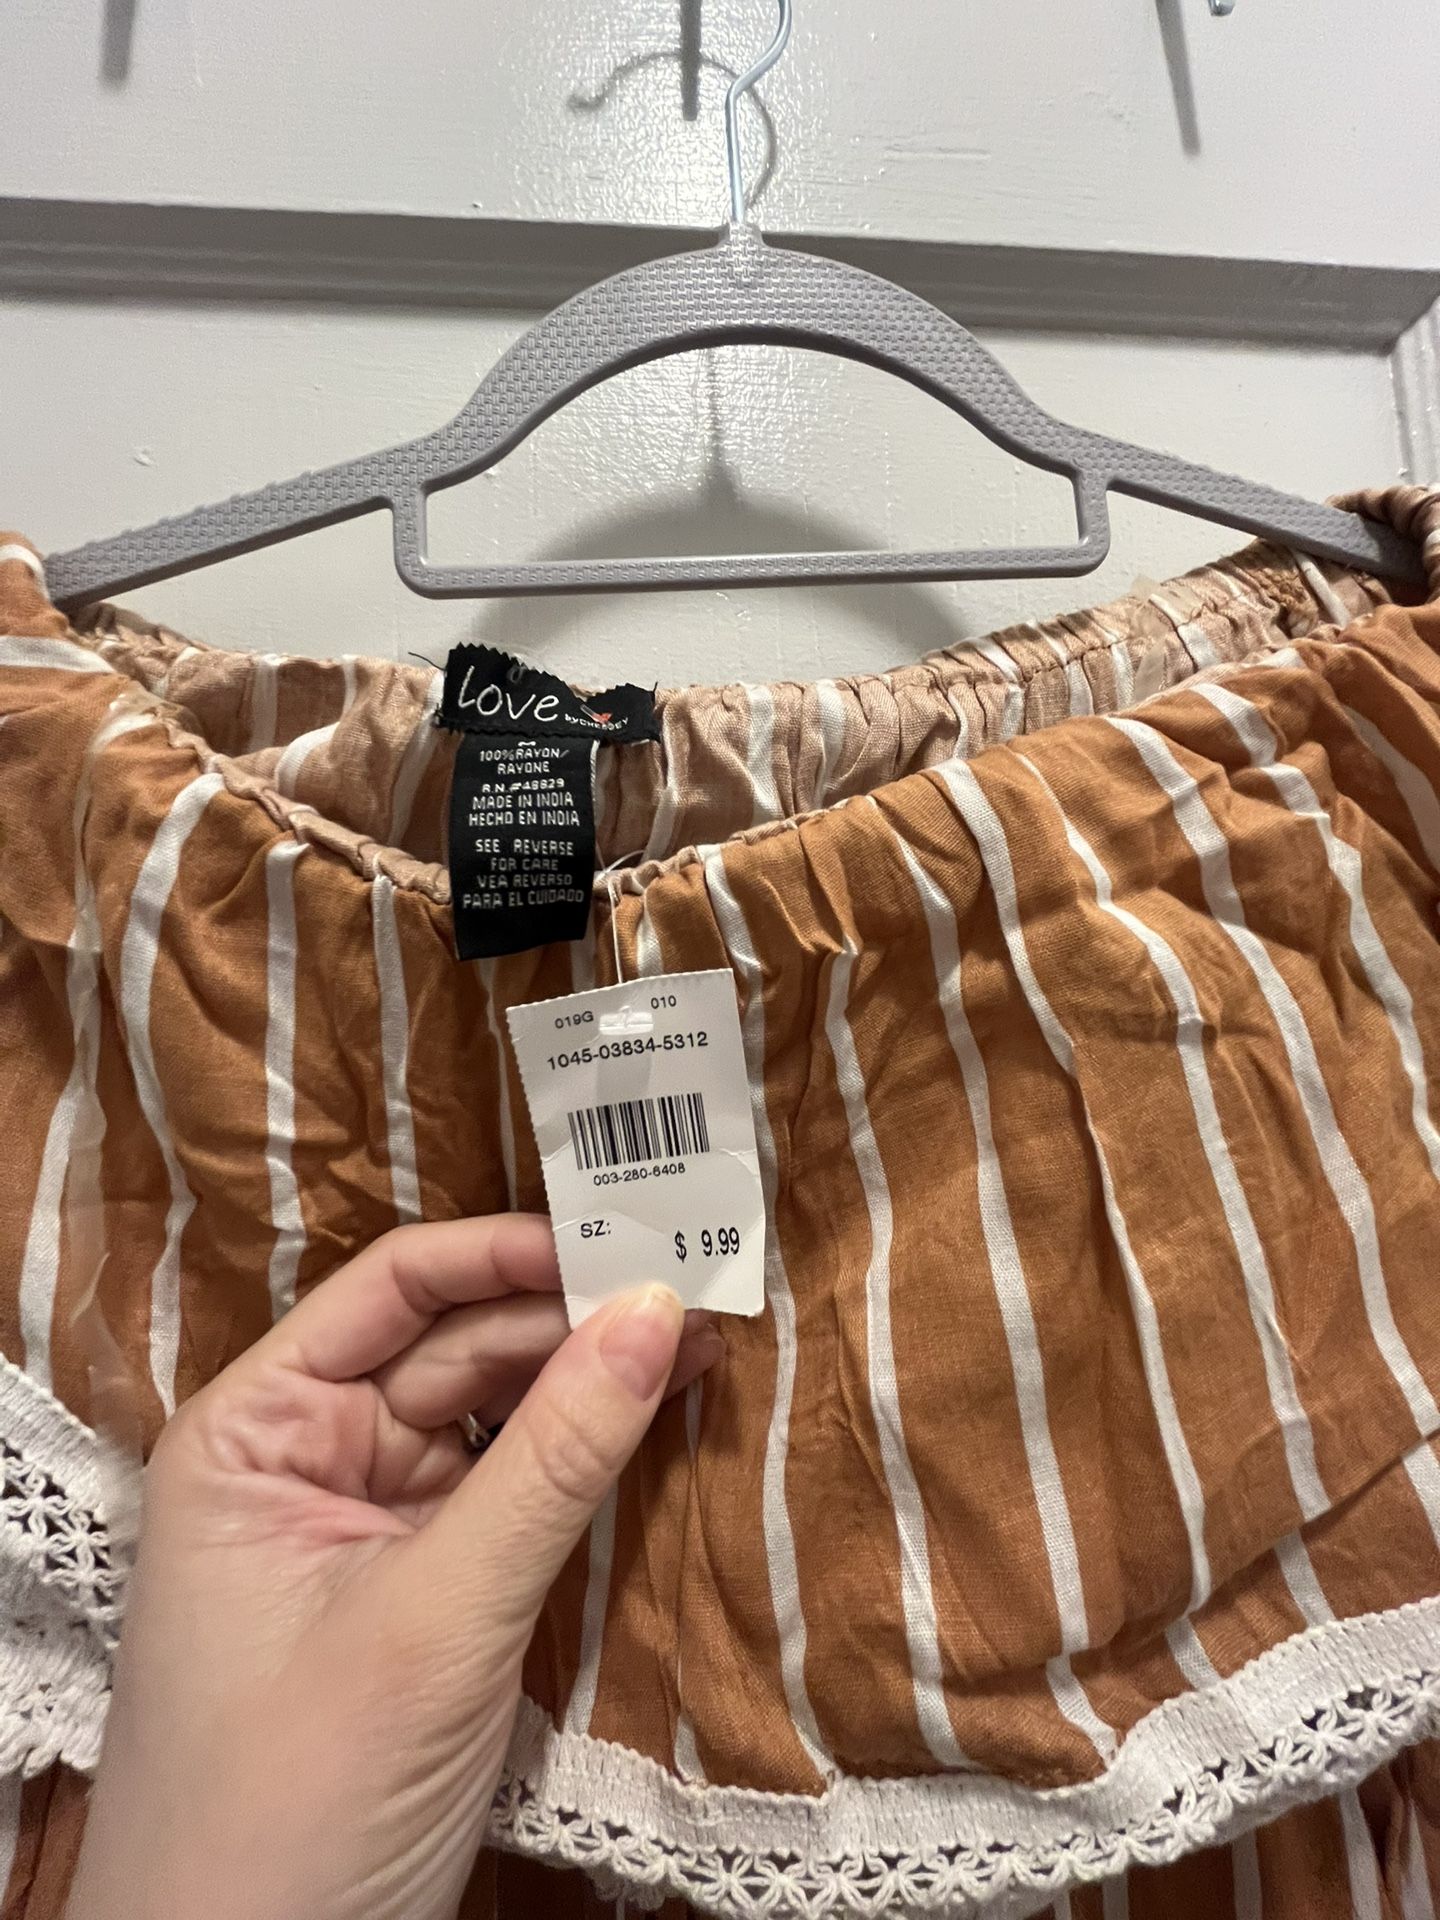 Love
100%RAYON/
RAYONE
R.N.#48829
MADE IN INDIA
HECHO EN INDIA
SEE REVERSE
FOR CARE
VEA REVERSO
PARA EL CUIDADO
019G 010
1045-03834-5312
003-280-6408
SZ:
$ 9.99